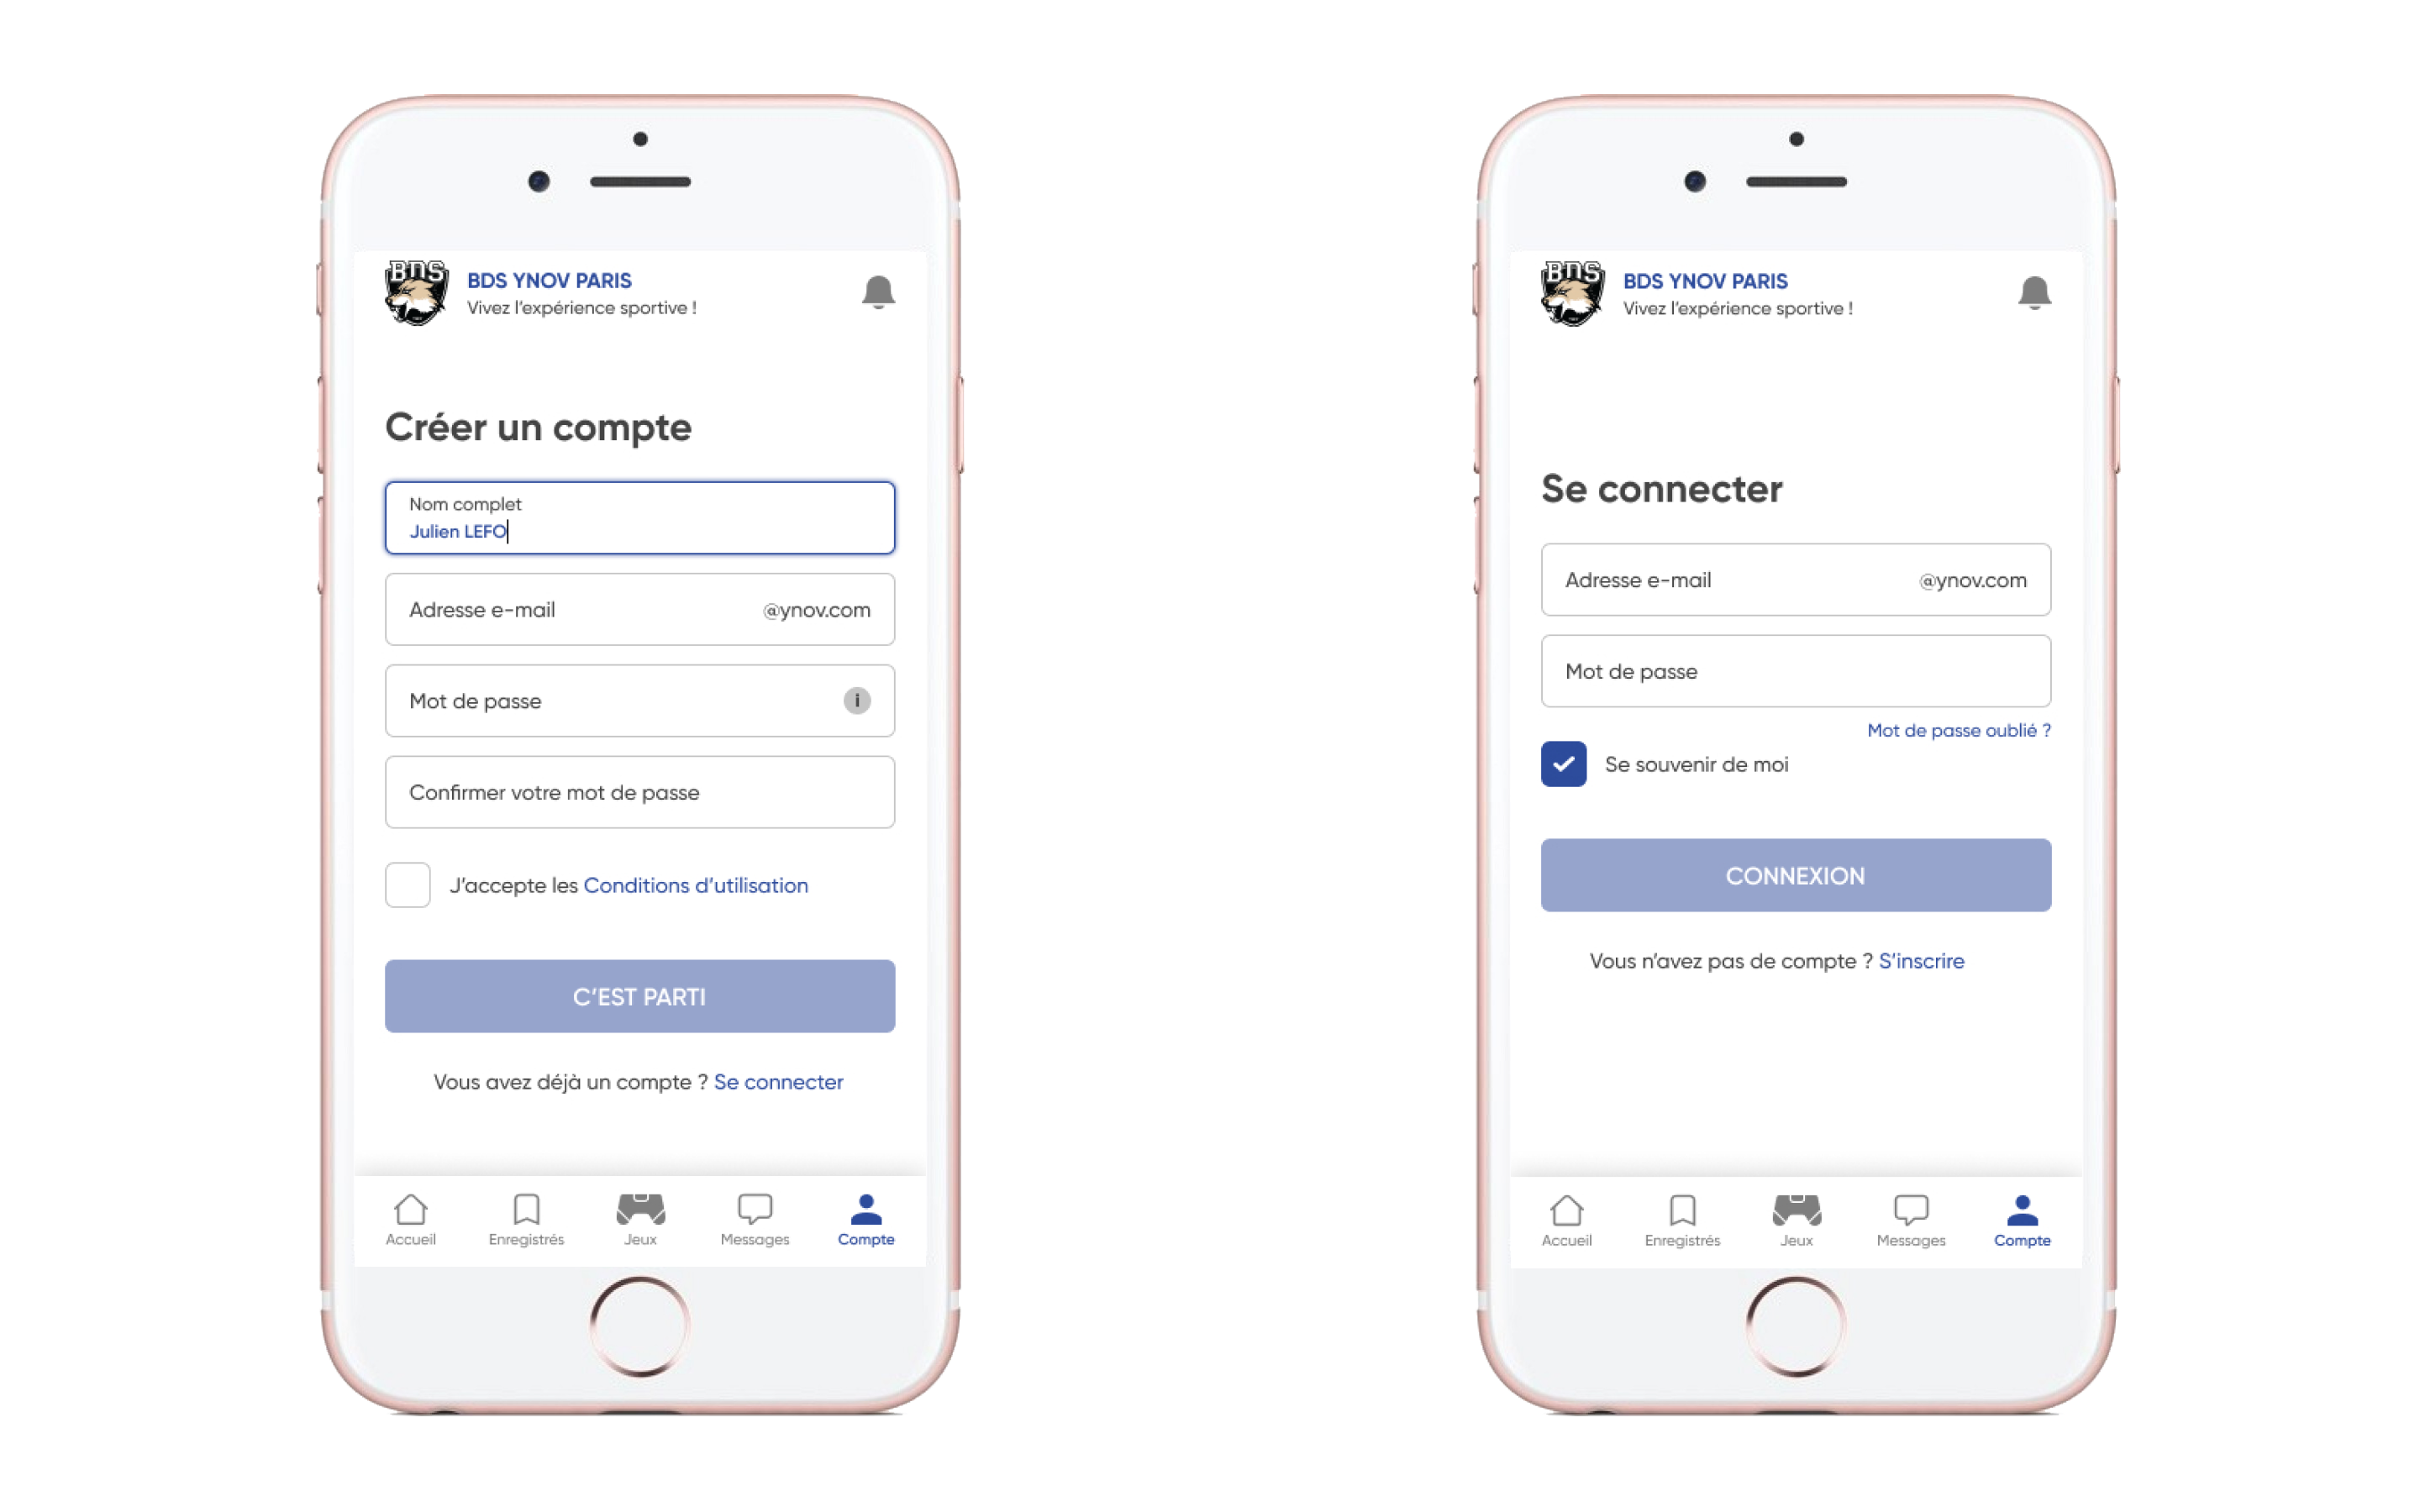 BDS
BDS YNOV PARIS
Vivez l'expérience sportive !
Créer un compte
Nom complet
Julien LEFO
Adresse e-mail @ynov.com
Mot de passe i
Confirmer votre mot de passe
J'accepte les Conditions d'utilisation
C'EST PARTI
Vous avez déjà un compte ? Se connecter
Accueil Enregistrés Jeux Messages Compte
BDS
BDS YNOV PARIS
Vivez l'expérience sportive !
Se connecter
Adresse e-mail @ynov.com
Mot de passe
Mot de passe oublié ?
Se souvenir de moi
CONNEXION
Vous n'avez pas de compte ? S'inscrire
Accueil Enregistrés Jeux Messages Compte